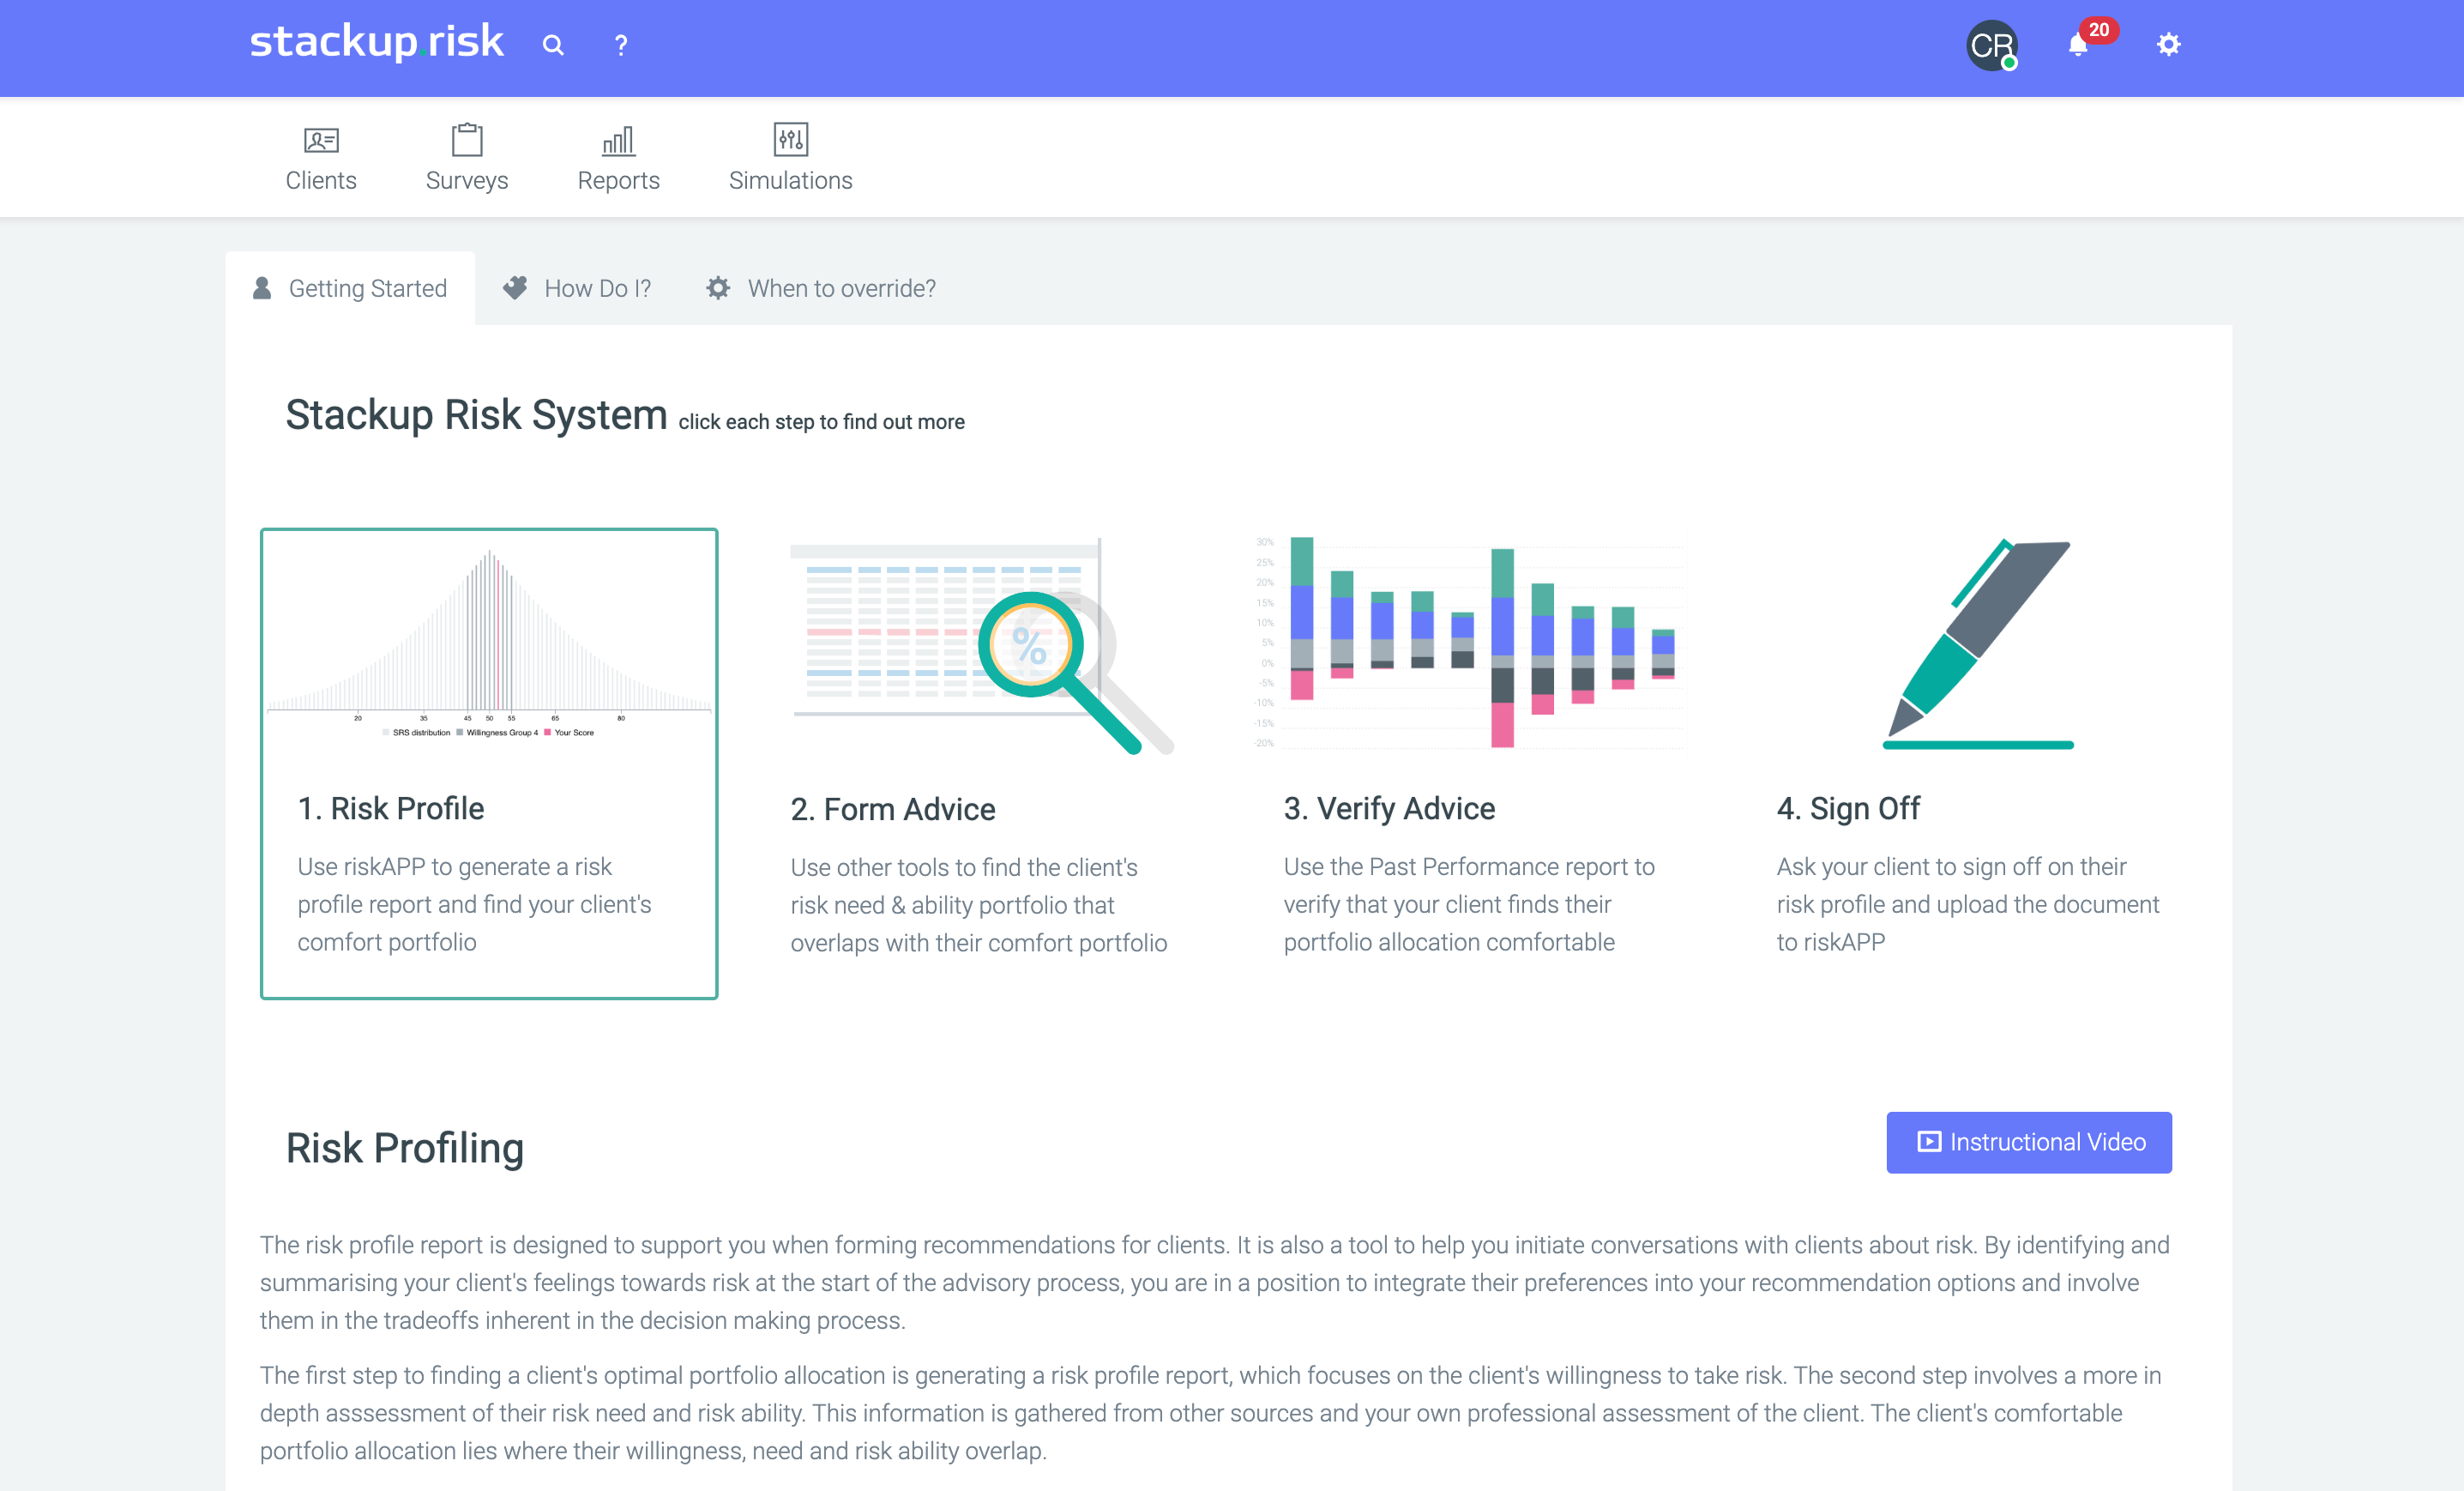 stackup.risk
?
CR
20
Clients
Surveys
Reports
Simulations
Getting Started
How Do I?
When to override?
Stackup Risk System click each step to find out more
20 35 45 50 55 65 80
SRS distribution Willingness Group 4 Your Score
1. Risk Profile
Use riskAPP to generate a risk
profile report and find your client's
comfort portfolio
%
2. Form Advice
Use other tools to find the client's
risk need & ability portfolio that
overlaps with their comfort portfolio
30%
25%
20%
15%
10%
5%
0%
-5%
-10%
-15%
-20%
3. Verify Advice
Use the Past Performance report to
verify that your client finds their
portfolio allocation comfortable
4. Sign Off
Ask your client to sign off on their
risk profile and upload the document
to riskAPP
Risk Profiling
Instructional Video
The risk profile report is designed to support you when forming recommendations for clients. It is also a tool to help you initiate conversations with clients about risk. By identifying and
summarising your client's feelings towards risk at the start of the advisory process, you are in a position to integrate their preferences into your recommendation options and involve
them in the tradeoffs inherent in the decision making process.
The first step to finding a client's optimal portfolio allocation is generating a risk profile report, which focuses on the client's willingness to take risk. The second step involves a more in
depth asssessment of their risk need and risk ability. This information is gathered from other sources and your own professional assessment of the client. The client's comfortable
portfolio allocation lies where their willingness, need and risk ability overlap.